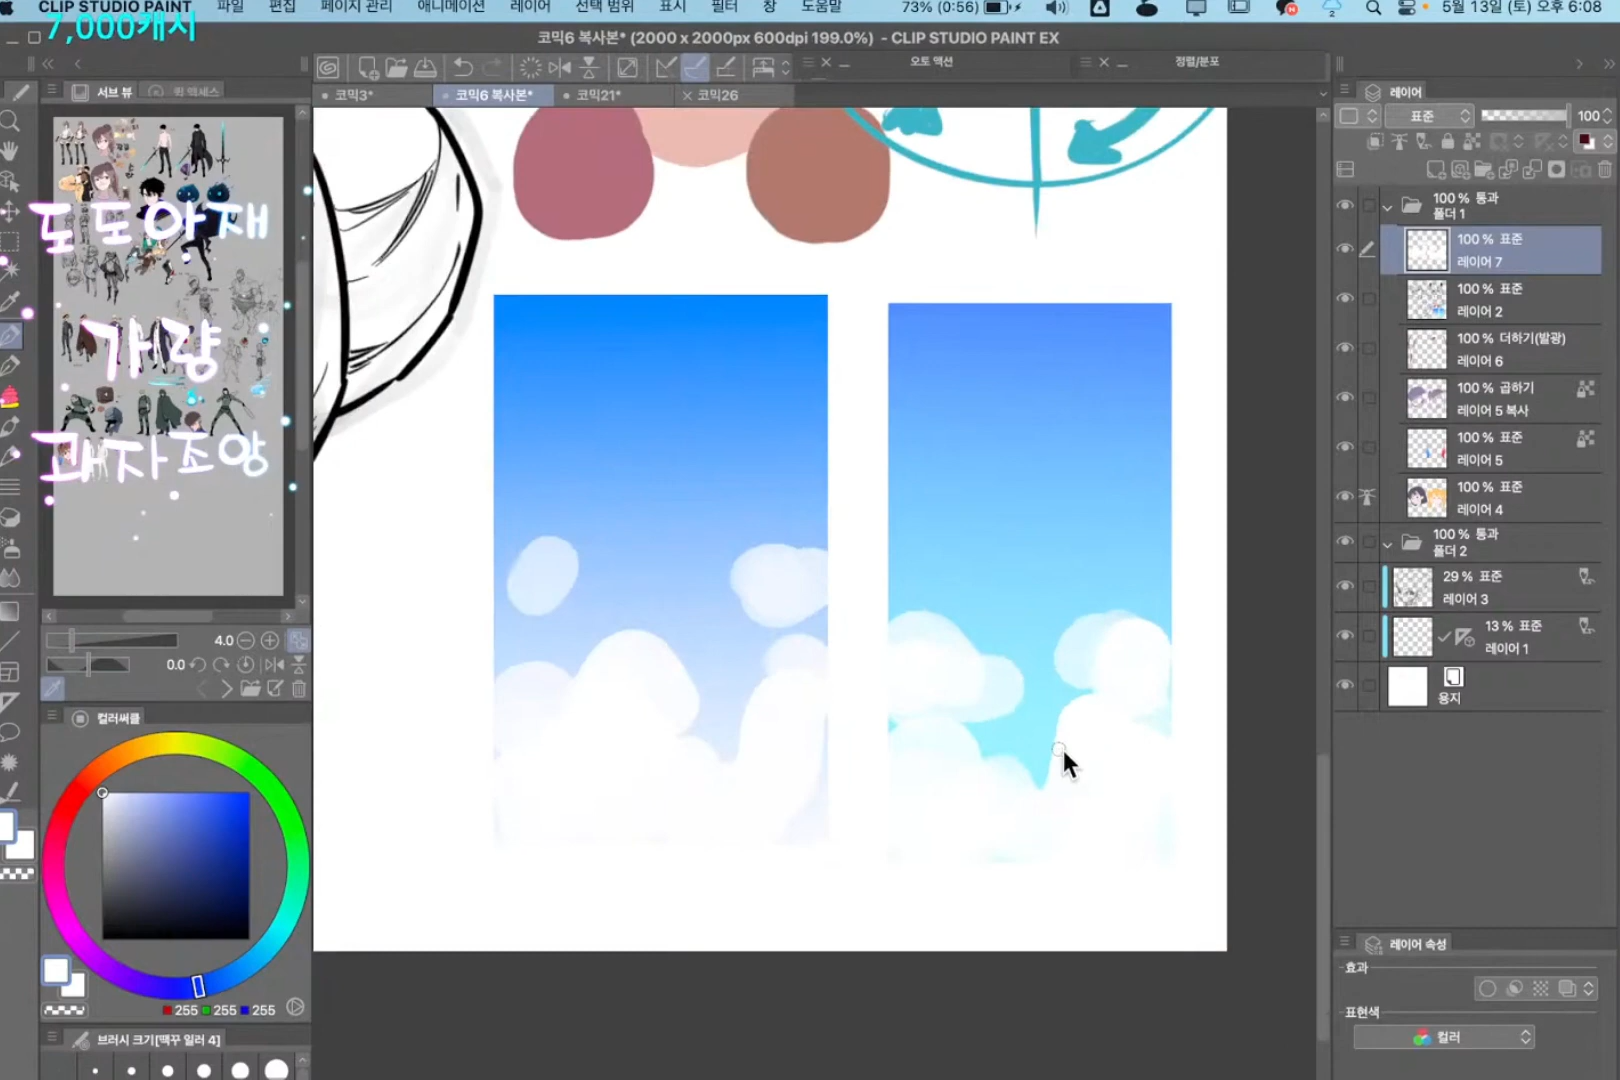 CLIP STUDIO PAINT 파일 편집 페이지 관리 애니메이션 레이어 선택 범위 표시 필터 창 도움말 73% (0:56) 5월 13일 (토) 오후 6:08
7,000캐시
코믹6 복사본* (2000 x 2000px 600dpi 199.0%) - CLIP STUDIO PAINT EX
오토 액션 정렬/분포
서브 뷰 퀵 액세스
코믹3* 코믹6 복사본* 코믹21* 코믹26
도도아재
가량
과자조앙
4.0
0.0
컬러써클
255 255 255
브러시 크기[떡꾸 일러 4]
레이어
표준 100
100 % 통과
폴더 1
100 % 표준
레이어 7
100 % 표준
레이어 2
100 % 더하기(발광)
레이어 6
100 % 곱하기
레이어 5 복사
100 % 표준
레이어 5
100 % 표준
레이어 4
100 % 통과
폴더 2
29 % 표준
레이어 3
13 % 표준
레이어 1
용지
레이어 속성
효과
표현색
컬러